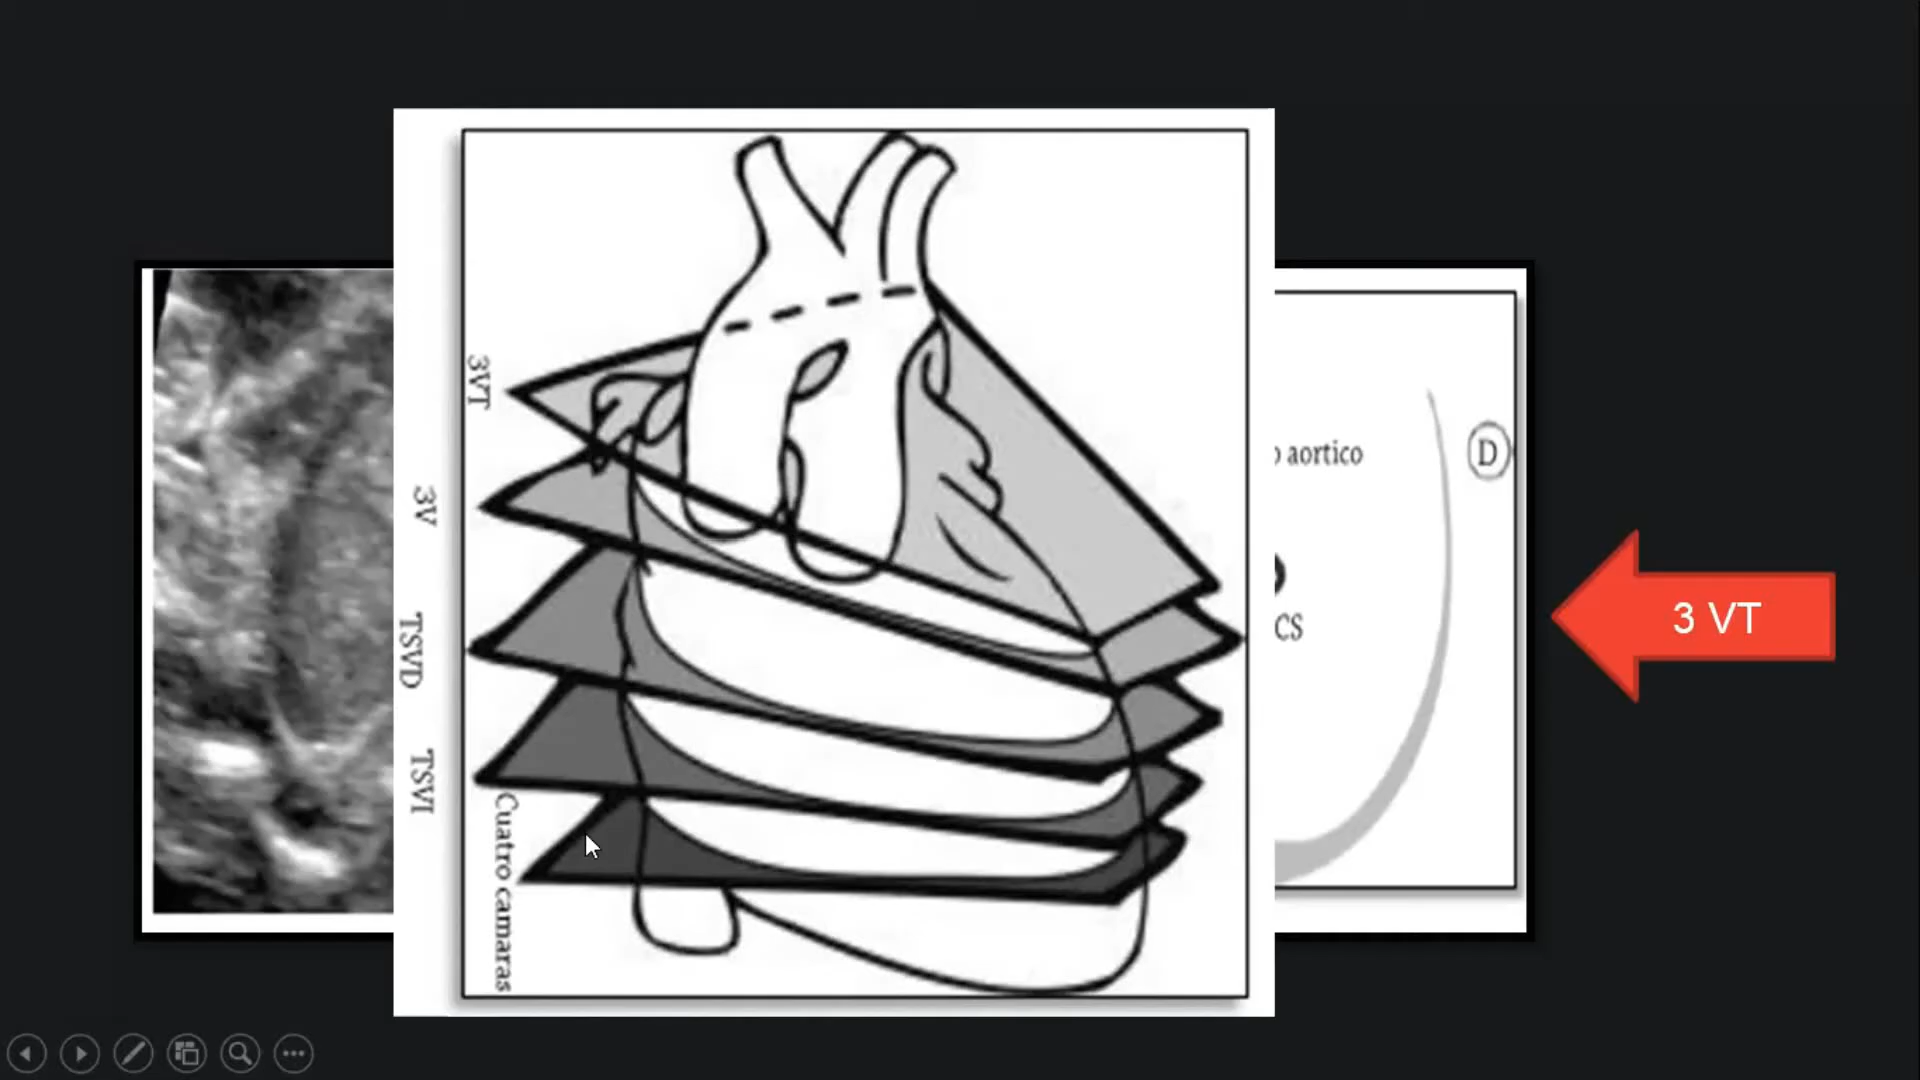 3VT
3V
TSVD
TSVI
Cuatro camaras
aortico
D
CS
3 VT